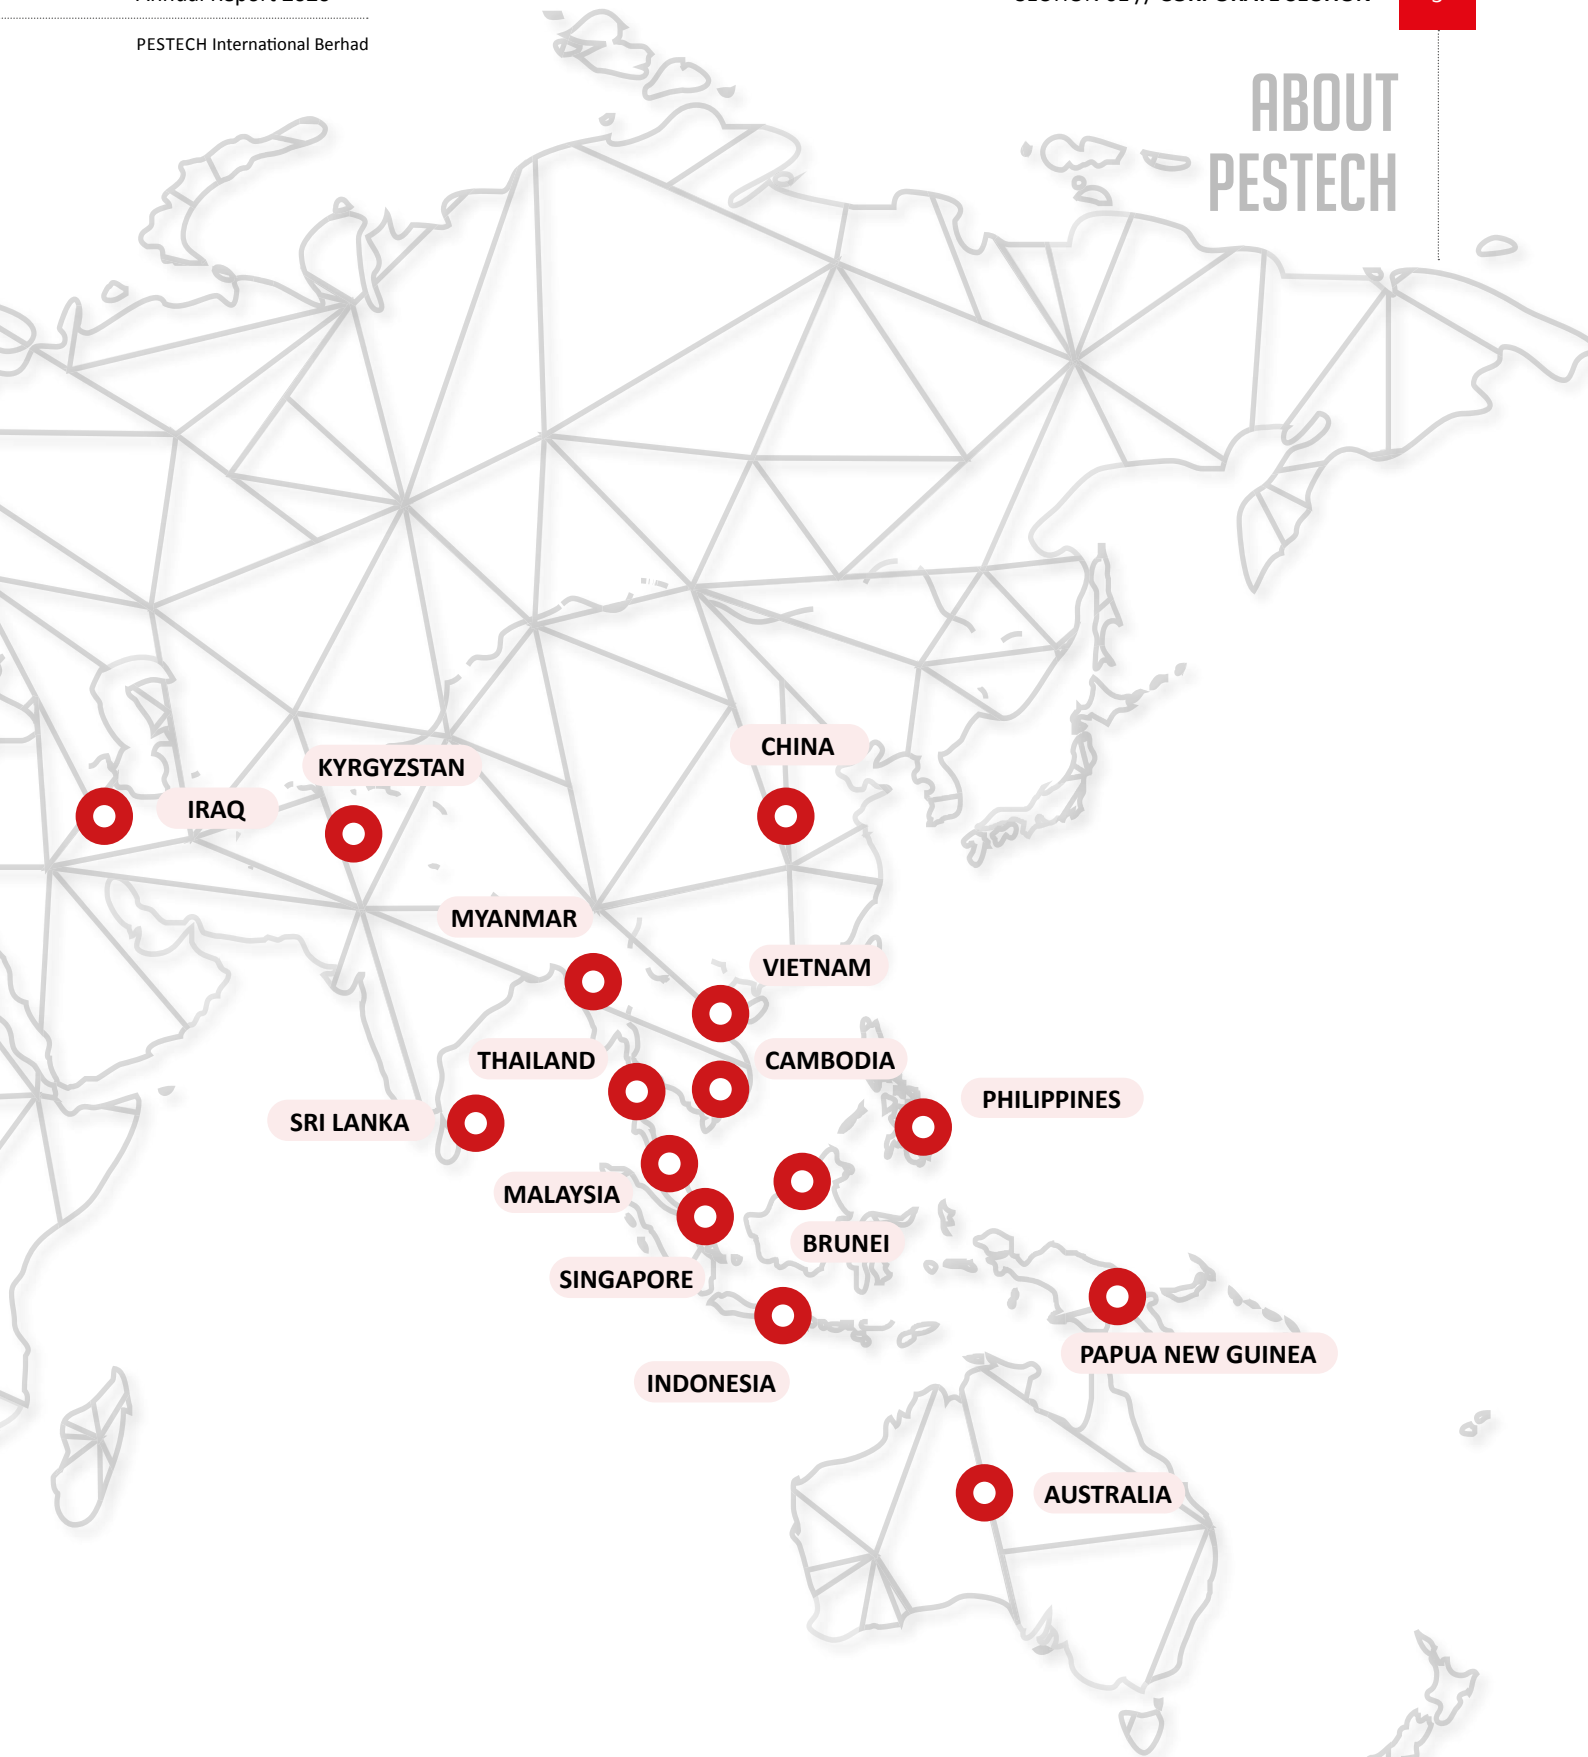 PESTECH International Berhad
ABOUT
PESTECH
CHINA
KYRGYZSTAN
IRAQ
MYANMAR
VIETNAM
THAILAND
CAMBODIA
PHILIPPINES
SRI LANKA
MALAYSIA
BRUNEI
SINGAPORE
PAPUA NEW GUINEA
INDONESIA
AUSTRALIA